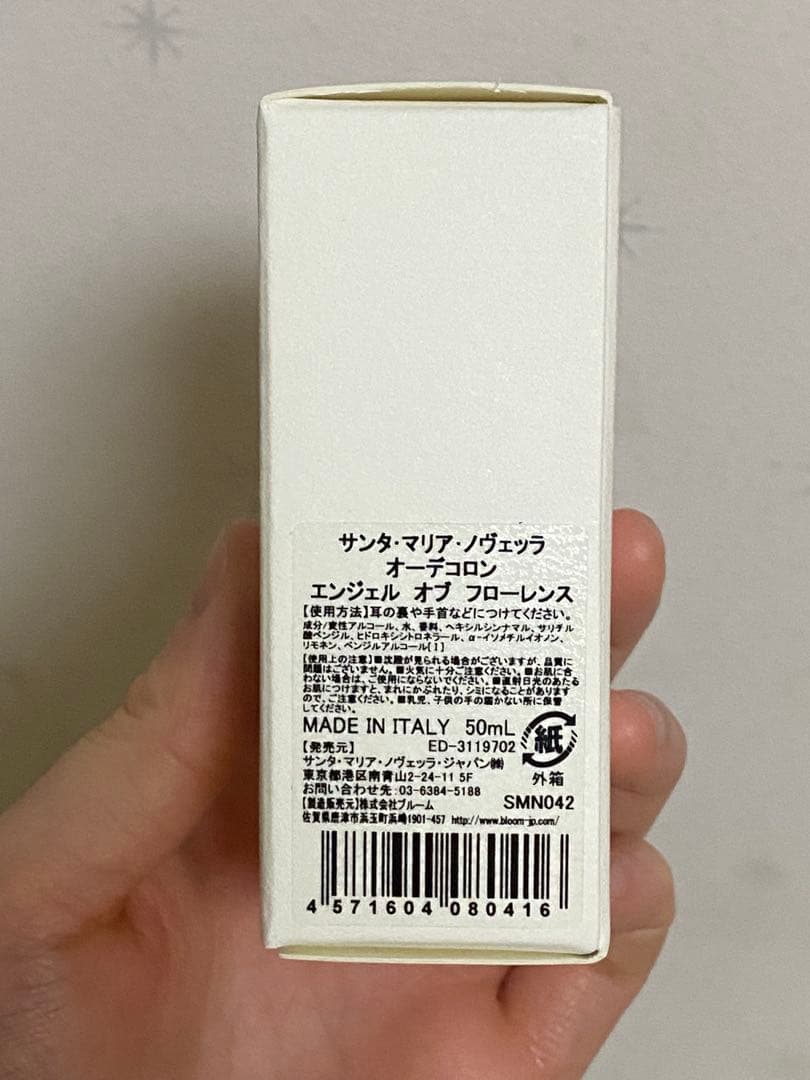 サンタ・マリア・ノヴェッラ
オーデコロン
エンジェル オブ フローレンス
【使用方法】耳の裏や手首などにつけてください。
成分/変性アルコール、水、香料、ヘキシルシンナマル、サリチル
酸ベンジル、ヒドロキシシトロネラール、α-イソメチルイオノン、
リモネン、ベンジルアルコール[1]
【使用上の注意】■沈殿が見られる場合がございますが、品質に
問題はございません。■火気に十分ご注意ください。■お肌に合
わない場合は、ご使用にならないでください。■直射日光のあたる
お肌につけますと、まれにかぶれたり、シミになることがあります
ので、ご注意ください。■乳児、子供の手の届かない所に保管
してください。
MADE IN ITALY 50mL
紙
外箱
【発売元】 ED-3119702
サンタ・マリア・ノヴェッラ・ジャパン㈱
東京都港区南青山2-24-11 5F
お問い合わせ先:03-6384-5188
SMN042
【製造販売元】株式会社ブルーム
佐賀県唐津市浜玉町浜崎1901-457 http://www.bloom-jp.com/
4 571604 080416